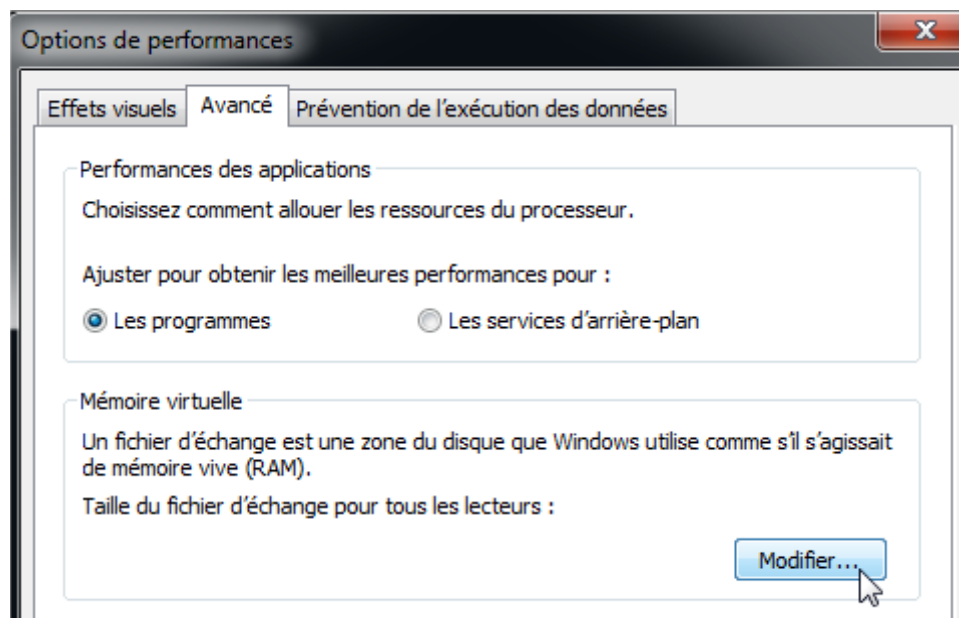 Options de performances
Effets visuels Avancé Prévention de l'exécution des données
Performances des applications
Choisissez comment allouer les ressources du processeur.
Ajuster pour obtenir les meilleures performances pour :
Les programmes Les services d'arrière-plan
Mémoire virtuelle
Un fichier d'échange est une zone du disque que Windows utilise comme s'il s'agissait
de mémoire vive (RAM).
Taille du fichier d'échange pour tous les lecteurs :
Modifier...